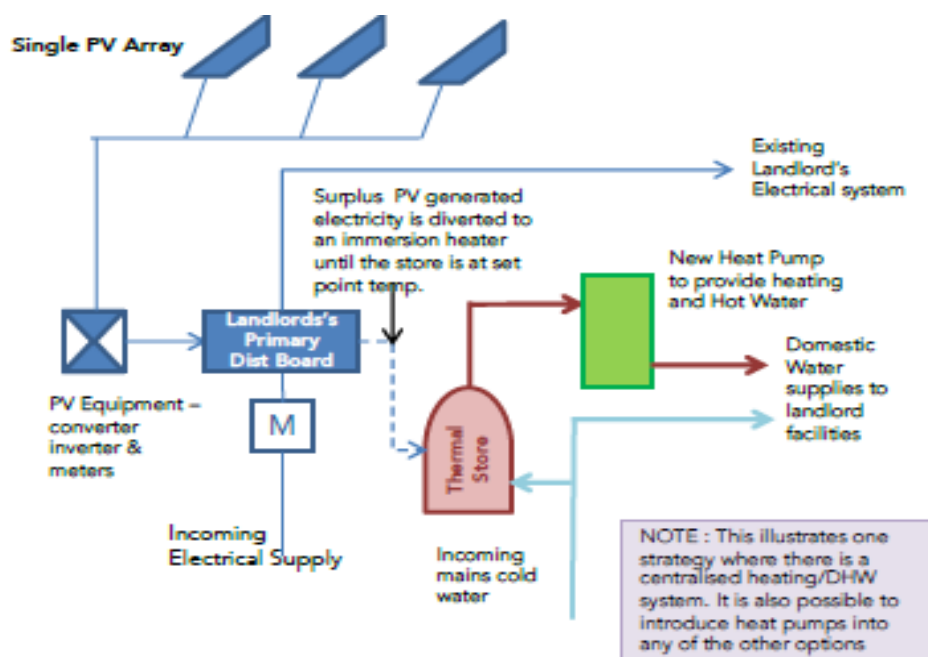 Single PV Array
Existing
Landlord's
Electrical system
Surplus PV generated
electricity is diverted to
an immersion heater
until the store is at set
point temp.
New Heat Pump
to provide heating
and Hot Water
Landlords's
Primary
Dist Board
Domestic
Water
supplies to
landlord
facilities
PV Equipment –
converter
inverter &
meters
M
Thermal
Store
Incoming
Electrical Supply
Incoming
mains cold
water
NOTE : This illustrates one
strategy where there is a
centralised heating/DHW
system. It is also possible to
introduce heat pumps into
any of the other options